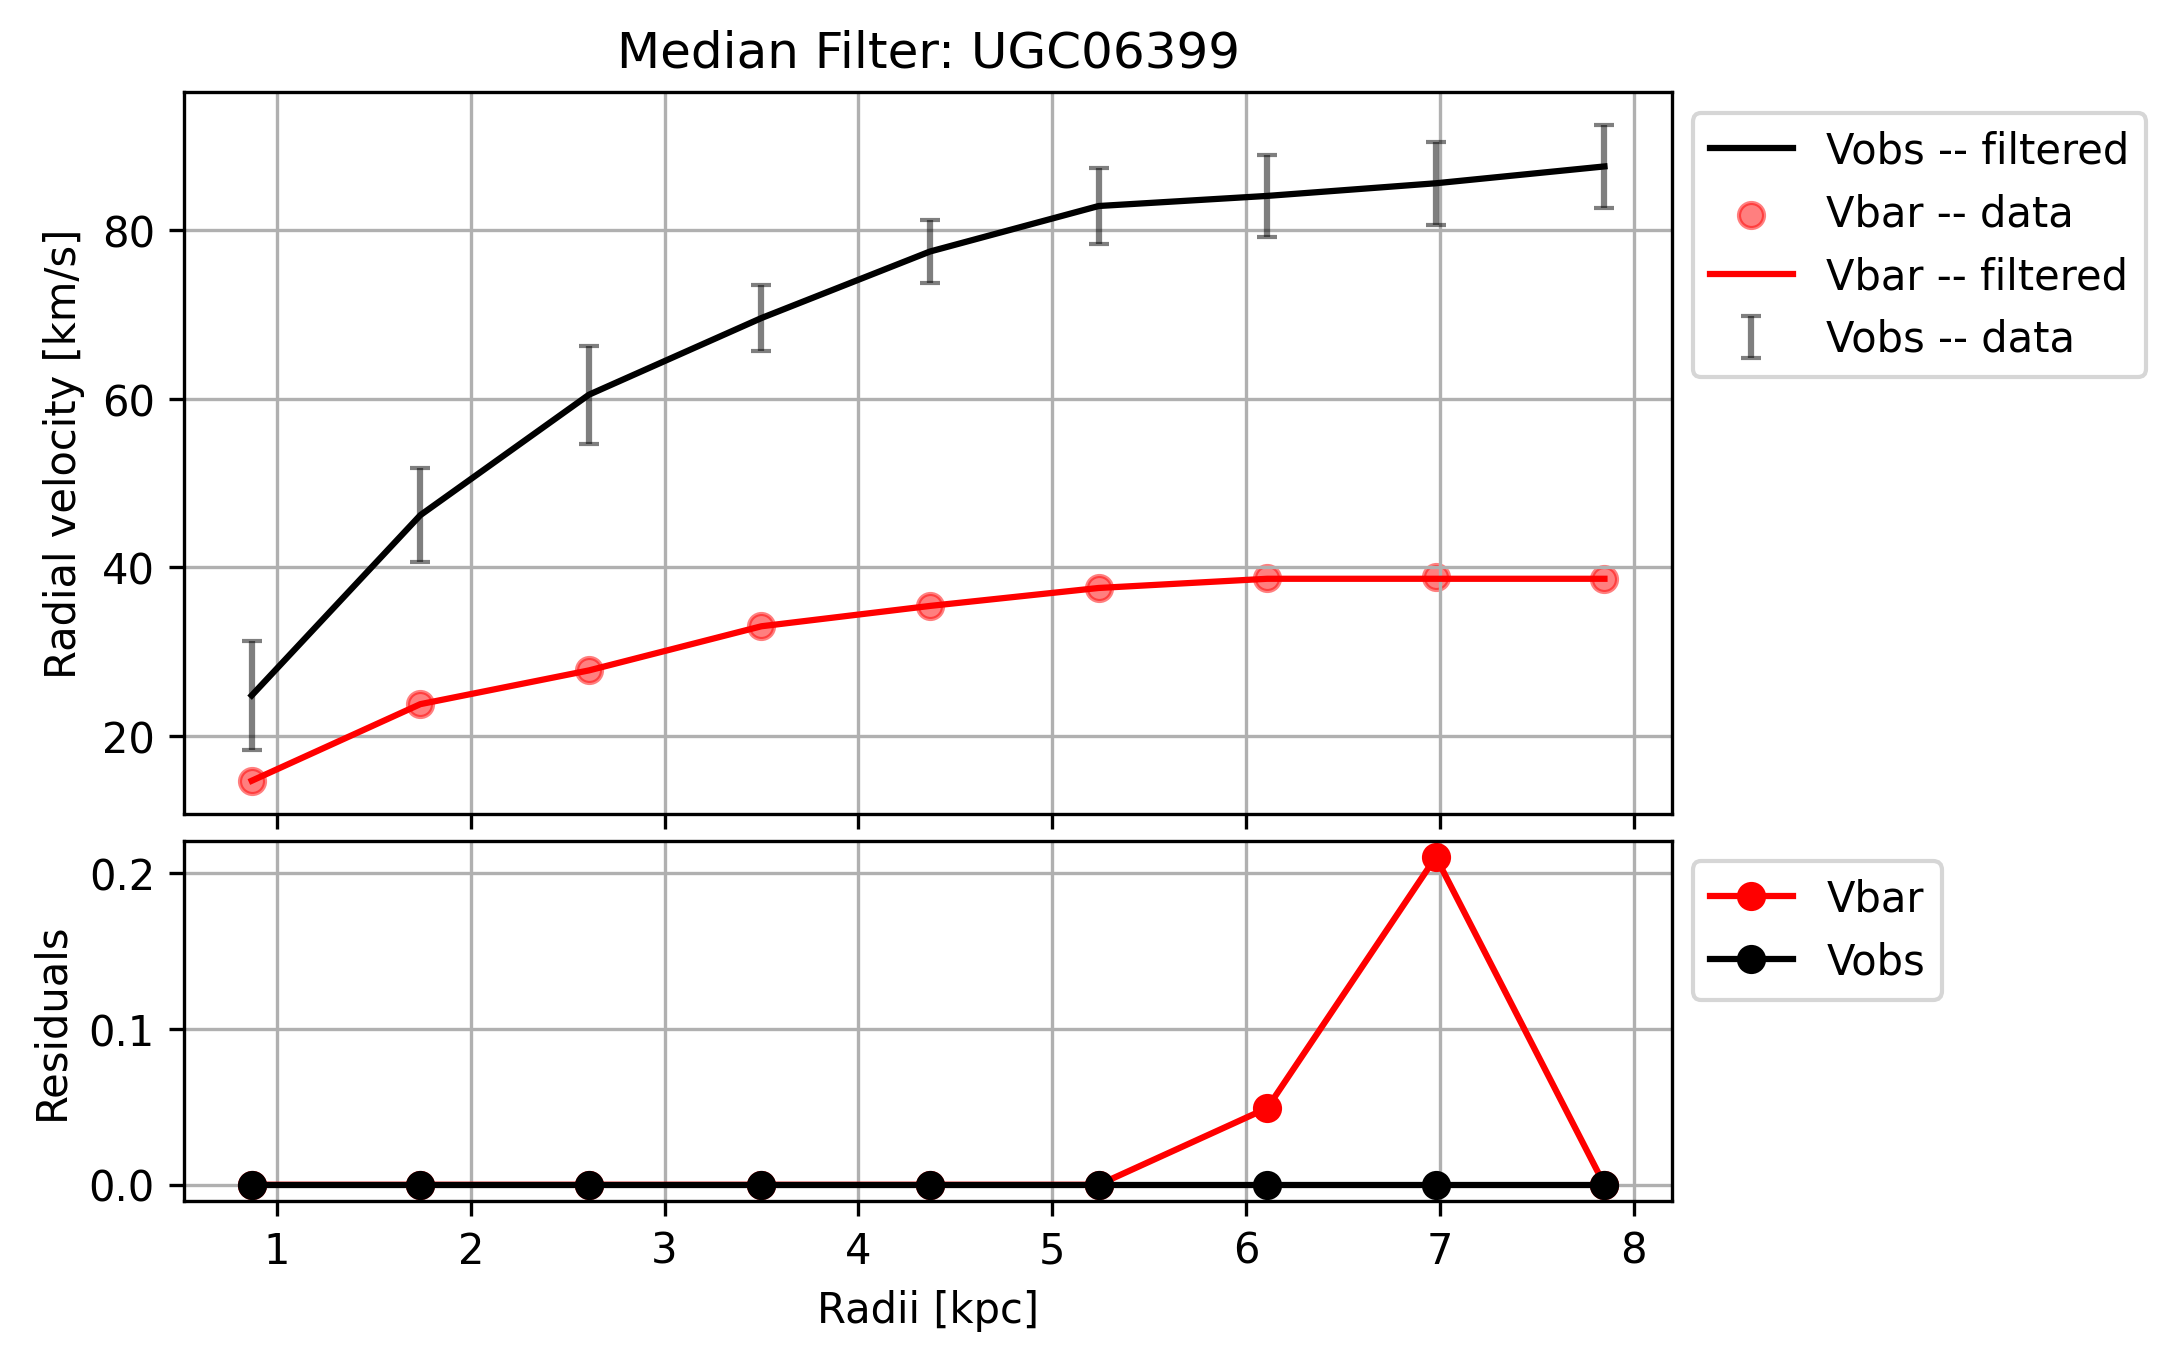 Median Filter: UGC06399
Radial velocity [km/s]
80
60
40
20
Vobs -- filtered
Vbar -- data
Vbar -- filtered
Vobs -- data
Residuals
0.2
0.1
0.0
Vbar
Vobs
1 2 3 4 5 6 7 8
Radii [kpc]